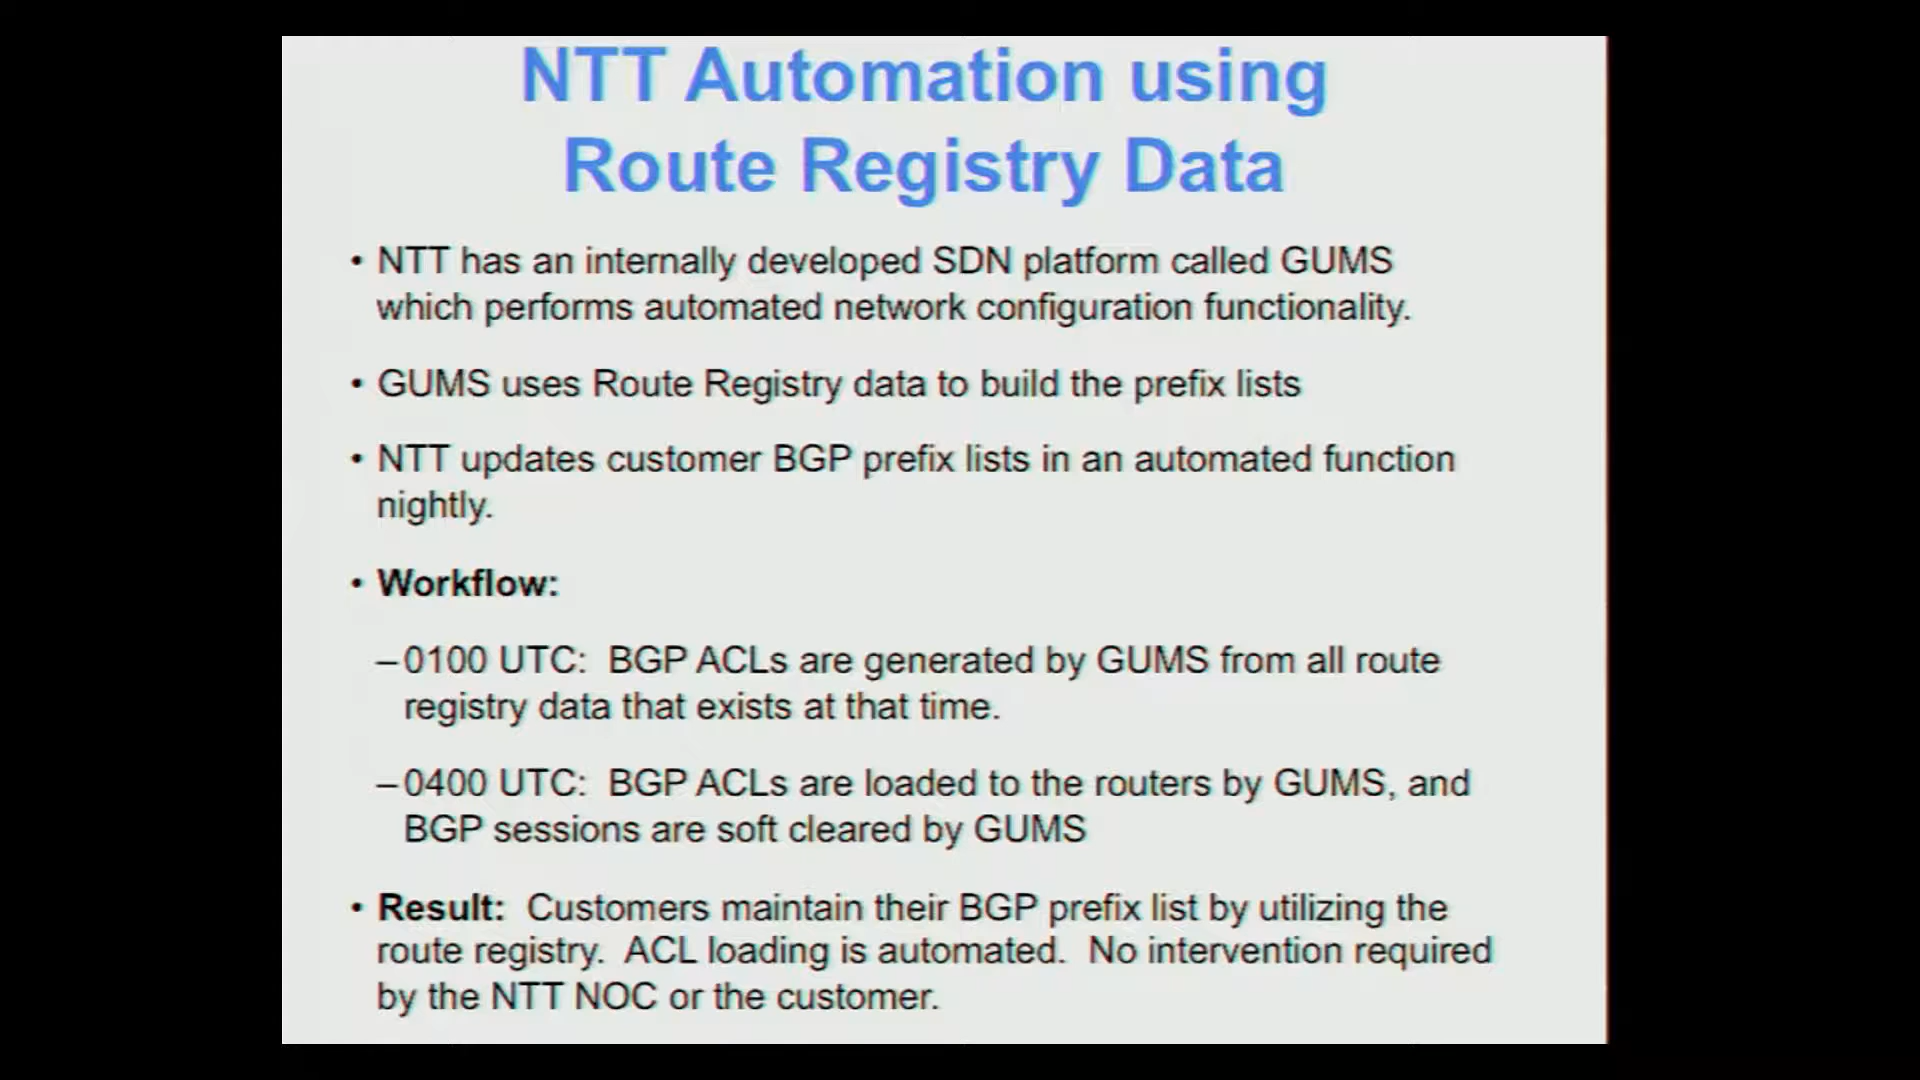 NTT Automation using
Route Registry Data
• NTT has an internally developed SDN platform called GUMS
which performs automated network configuration functionality.
• GUMS uses Route Registry data to build the prefix lists
• NTT updates customer BGP prefix lists in an automated function
nightly.
• Workflow:
– 0100 UTC:  BGP ACLs are generated by GUMS from all route
registry data that exists at that time.
– 0400 UTC:  BGP ACLs are loaded to the routers by GUMS, and
BGP sessions are soft cleared by GUMS
• Result:  Customers maintain their BGP prefix list by utilizing the
route registry.  ACL loading is automated.  No intervention required
by the NTT NOC or the customer.